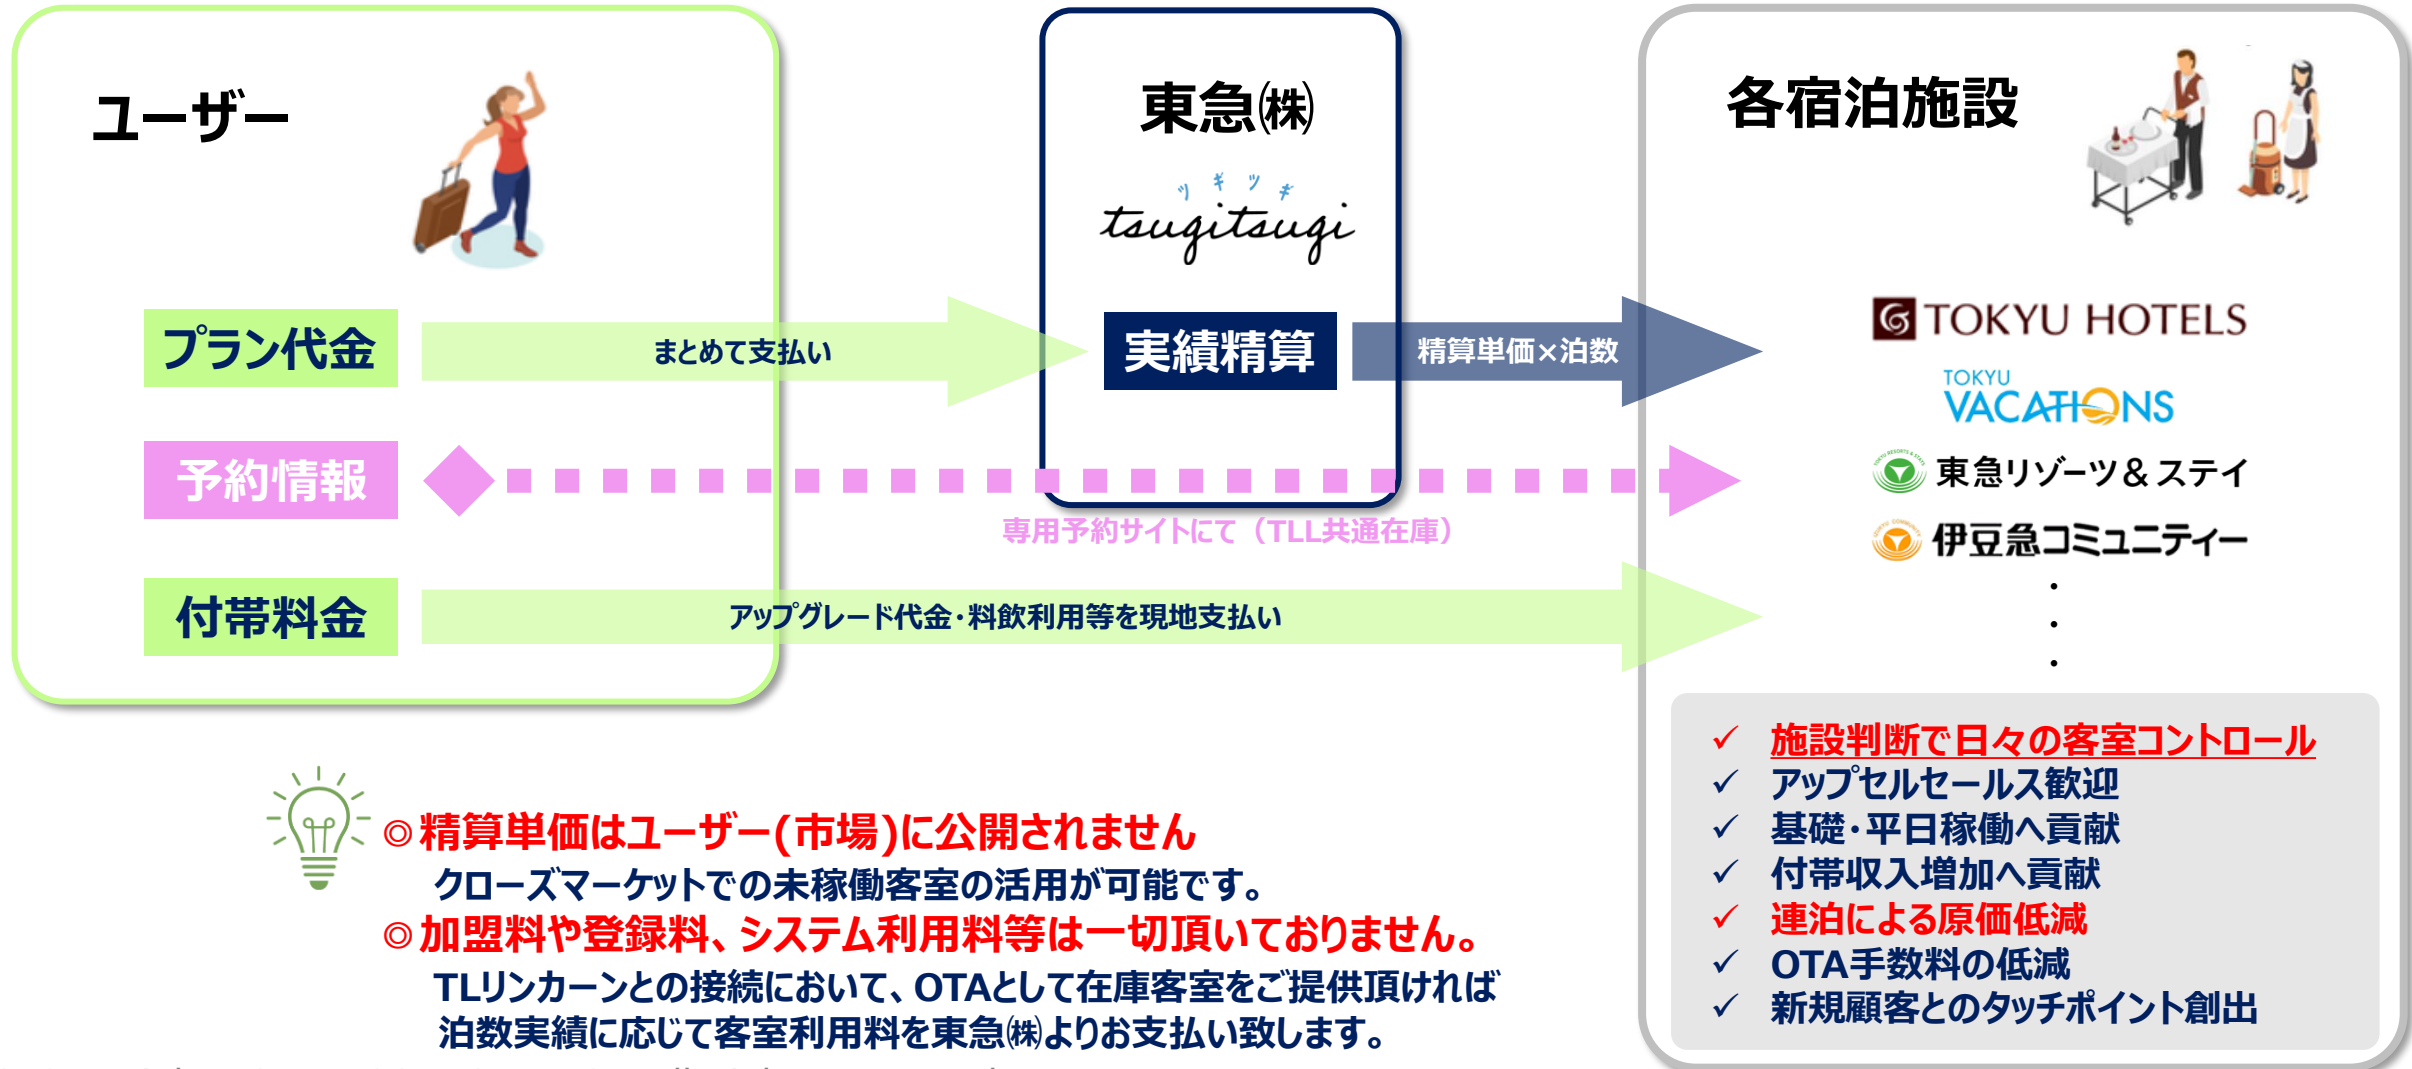 ユーザー
東急㈱
各宿泊施設
ツギツギ
tsugitsugi
プラン代金
まとめて支払い
実績精算
精算単価×泊数
TOKYU HOTELS
TOKYU
VACATIONS
予約情報
東急リゾーツ&ステイ
専用予約サイトにて（TLL共通在庫）
伊豆急コミュニティー
付帯料金
アップグレード代金・料飲利用等を現地支払い
・
・
・
✓ 施設判断で日々の客室コントロール
✓ アップセルセールス歓迎
✓ 基礎・平日稼働へ貢献
✓ 付帯収入増加へ貢献
✓ 連泊による原価低減
✓ OTA手数料の低減
✓ 新規顧客とのタッチポイント創出
◎精算単価はユーザー(市場)に公開されません
クローズマーケットでの未稼働客室の活用が可能です。
◎加盟料や登録料、システム利用料等は一切頂いておりません。
TLリンカーンとの接続において、OTAとして在庫客室をご提供頂ければ
泊数実績に応じて客室利用料を東急㈱よりお支払い致します。